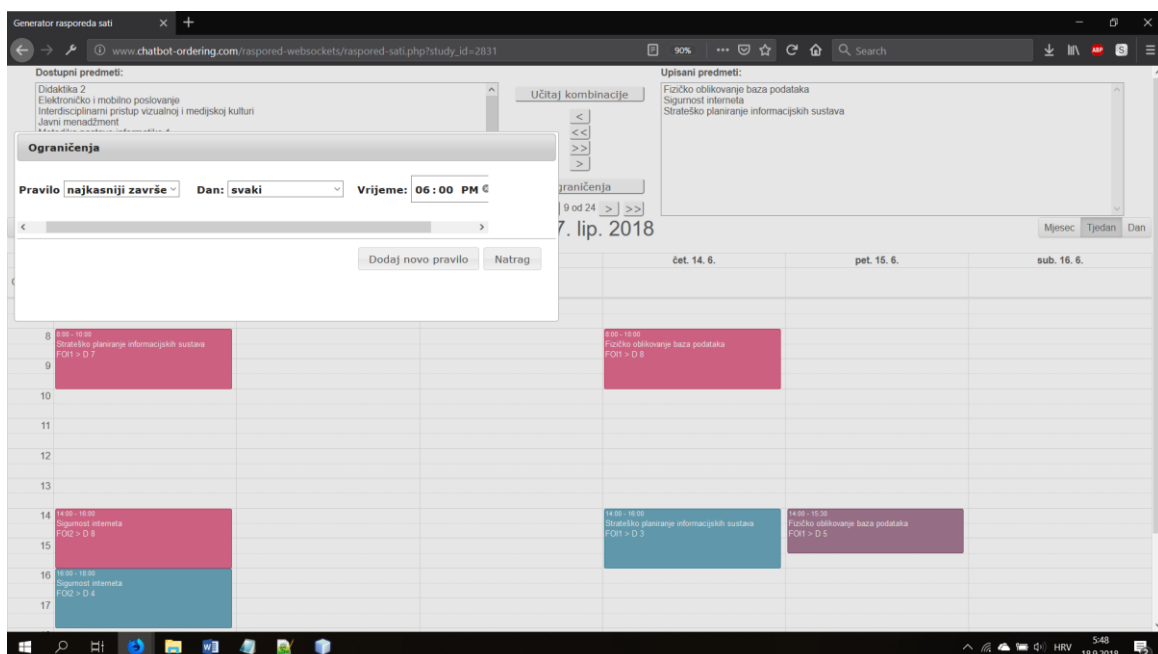 Generator rasporeda sati
www.chatbot-ordering.com/raspored-websockets/raspored-sati.php?study_id=2831
90%
Search
Dostupni predmeti:
Didaktika 2
Elektroničko i mobilno poslovanje
Interdisciplinarni pristup vizualnoj i medijskoj kulturi
Javni menadžment
Učitaj kombinacije
<
<<
>>
>
Upisani predmeti:
Fizičko oblikovanje baza podataka
Sigurnost interneta
Strateško planiranje informacijskih sustava
Ograničenja
Pravilo najkasniji završe Dan: svaki Vrijeme: 06:00 PM
Dodaj novo pravilo Natrag
graničenja
9 od 24 > >>
7. lip. 2018
Mjesec Tjedan Dan
čet. 14. 6. pet. 15. 6. sub. 16. 6.
8
8:00 - 10:00
Strateško planiranje informacijskih sustava
FOI1 > D 7
8:00 - 10:00
Fizičko oblikovanje baza podataka
FOI1 > D 8
9
10
11
12
13
14
14:00 - 16:00
Sigurnost interneta
FOI2 > D 8
14:00 - 16:00
Strateško planiranje informacijskih sustava
FOI1 > D 3
14:00 - 15:30
Fizičko oblikovanje baza podataka
FOI1 > D 5
15
16
16:00 - 18:00
Sigurnost interneta
FOI2 > D 4
17
HRV
5:48
18.9.2018